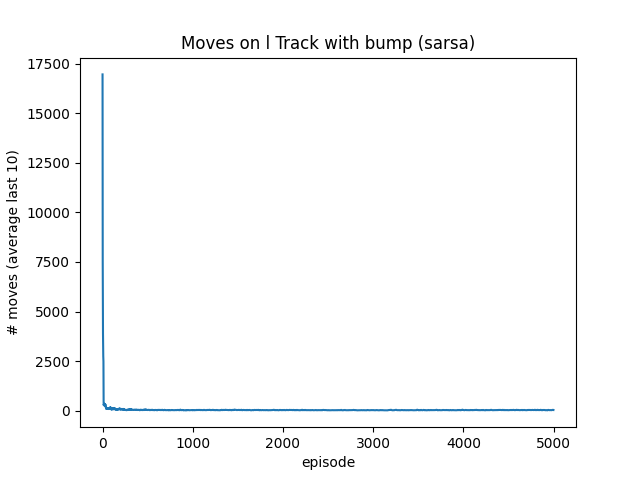 Moves on l Track with bump (sarsa)
17500
15000
12500
10000
7500
5000
2500
0
# moves (average last 10)
0 1000 2000 3000 4000 5000
episode